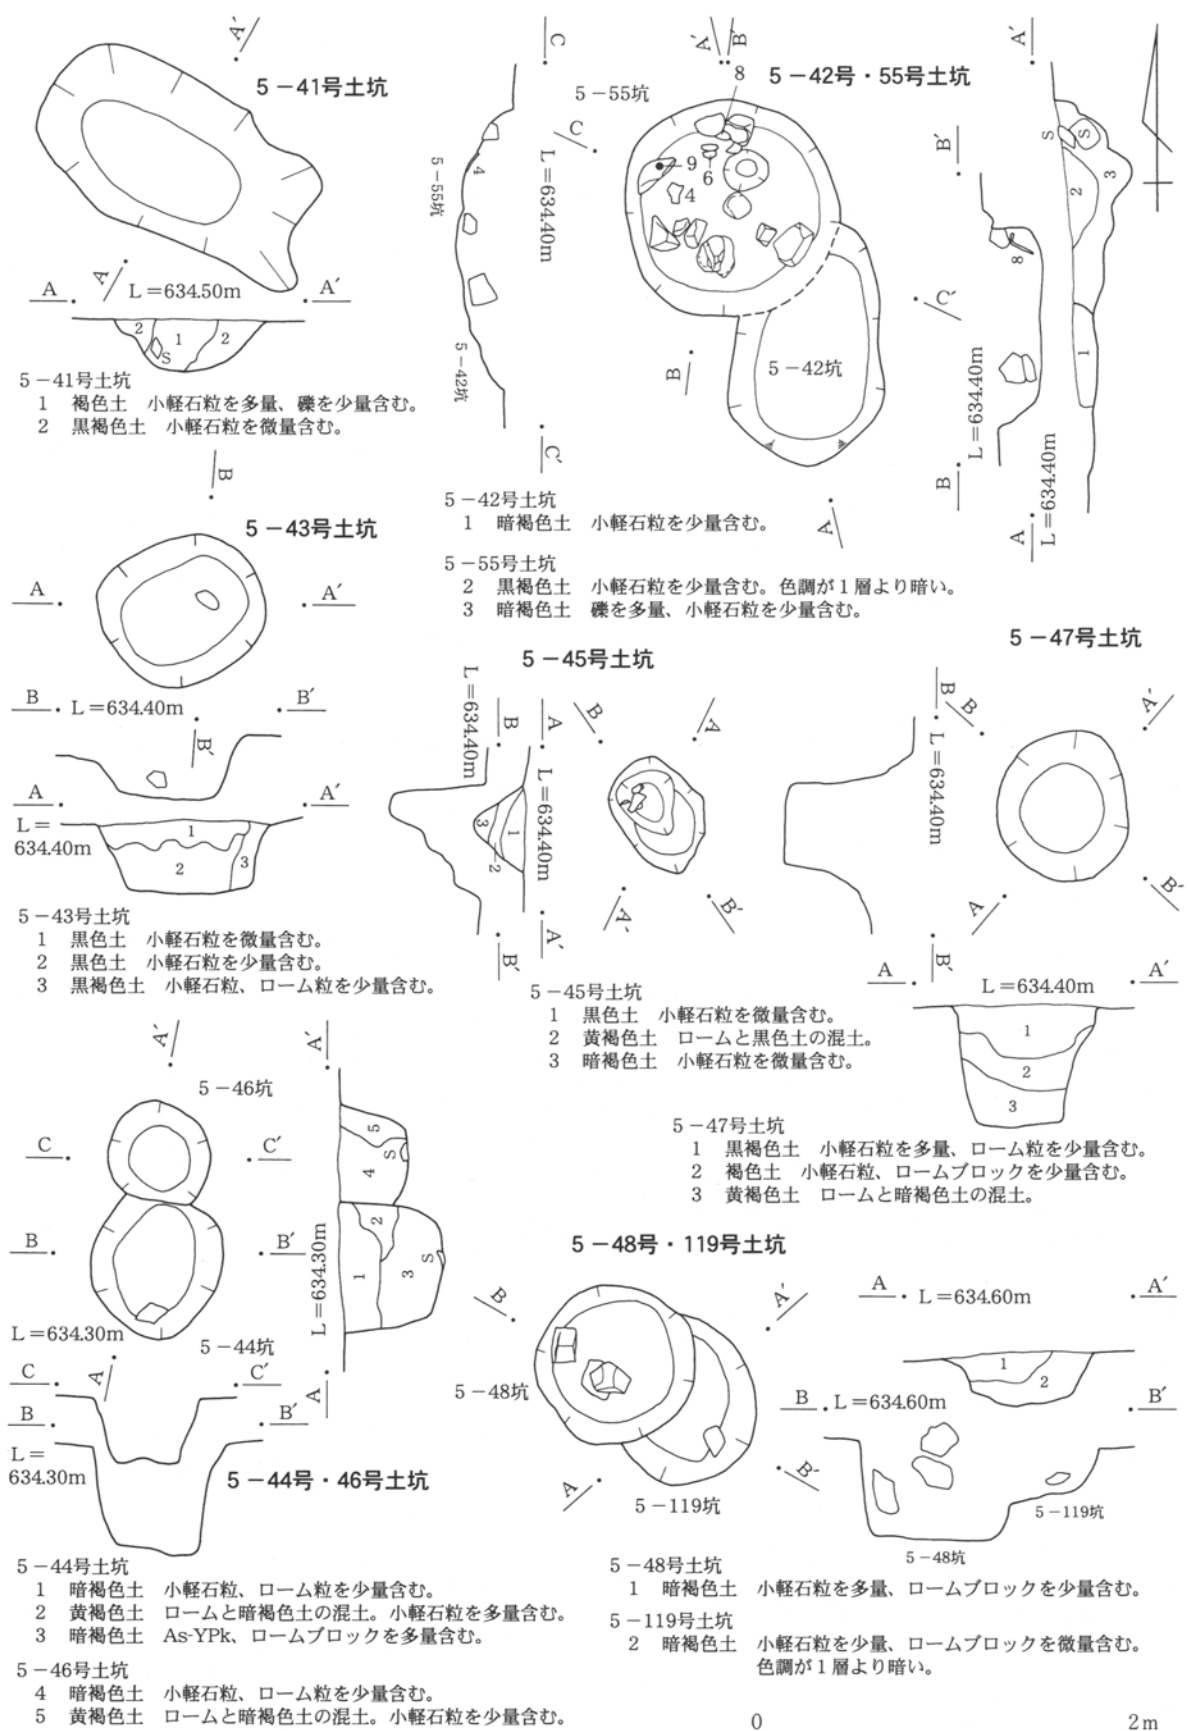 5－41号土坑
A
A′
L＝634.50m
A
A′
1
2
2
S
5－41号土坑
1 褐色土 小軽石粒を多量、礫を少量含む。
2 黒褐色土 小軽石粒を微量含む。
5－42号・55号土坑
5－55坑
5－42坑
A′
B′
8
9
6
4
C
C′
B
A
C
L＝634.40m
4
5－55坑
5－42坑
C′
B′
8
L＝634.40m
B
A′
S
S
2
3
1
L＝634.40m
A
5－42号土坑
1 暗褐色土 小軽石粒を少量含む。
5－55号土坑
2 黒褐色土 小軽石粒を少量含む。色調が１層より暗い。
3 暗褐色土 礫を多量、小軽石粒を少量含む。
5－43号土坑
B
A
A′
B′
B
L＝634.40m
B′
A
A′
L＝
634.40m
1
2
3
5－43号土坑
1 黒色土 小軽石粒を微量含む。
2 黒色土 小軽石粒を少量含む。
3 黒褐色土 小軽石粒、ローム粒を少量含む。
5－45号土坑
L＝634.40m
B
B′
A
L＝634.40m
A′
1
2
3
B
A
A′
B′
5－45号土坑
1 黒色土 小軽石粒を微量含む。
2 黄褐色土 ロームと黒色土の混土。
3 暗褐色土 小軽石粒を微量含む。
5－47号土坑
B
L＝634.40m
B′
B
A′
A
B′
A
L＝634.40m
A′
1
2
3
5－47号土坑
1 黒褐色土 小軽石粒を多量、ローム粒を少量含む。
2 褐色土 小軽石粒、ロームブロックを少量含む。
3 黄褐色土 ロームと暗褐色土の混土。
A′
5－46坑
C
C′
B
B′
L＝634.30m
5－44坑
A
A′
5
S
4
2
1
3
S
L＝634.30m
A
C
C′
B
B′
L＝
634.30m
5－44号・46号土坑
5－44号土坑
1 暗褐色土 小軽石粒、ローム粒を少量含む。
2 黄褐色土 ロームと暗褐色土の混土。小軽石粒を多量含む。
3 暗褐色土 As-YPk、ロームブロックを多量含む。
5－46号土坑
4 暗褐色土 小軽石粒、ローム粒を少量含む。
5 黄褐色土 ロームと暗褐色土の混土。小軽石粒を少量含む。
5－48号・119号土坑
B
A′
5－48坑
A
B′
5－119坑
A
L＝634.60m
A′
1
2
B
L＝634.60m
B′
5－119坑
5－48坑
5－48号土坑
1 暗褐色土 小軽石粒を多量、ロームブロックを少量含む。
5－119号土坑
2 暗褐色土 小軽石粒を少量、ロームブロックを微量含む。
色調が１層より暗い。
0
2m